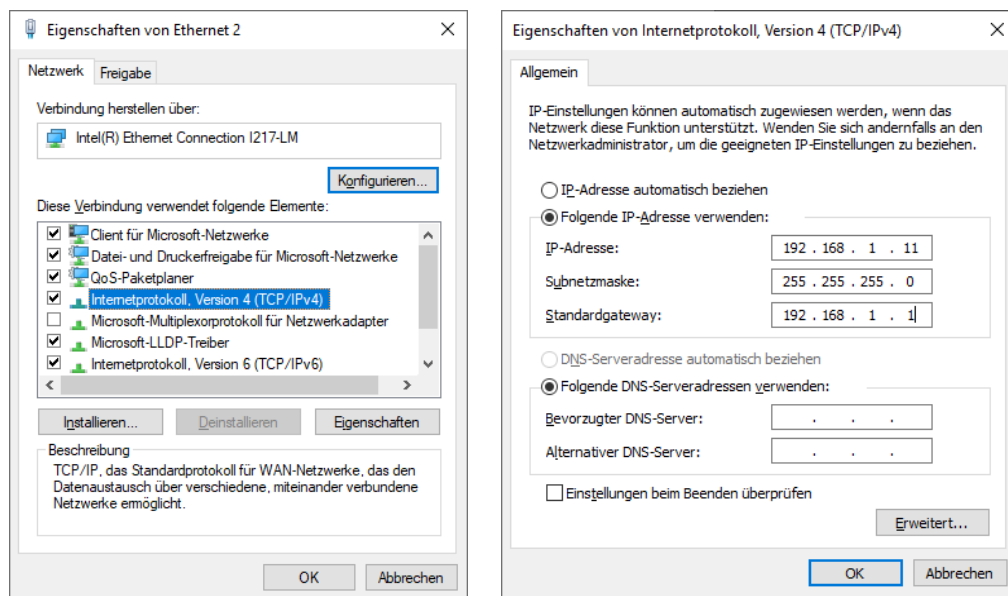 Eigenschaften von Ethernet 2
Netzwerk Freigabe
Verbindung herstellen über:
Intel(R) Ethernet Connection I217-LM
Konfigurieren...
Diese Verbindung verwendet folgende Elemente:
Client für Microsoft-Netzwerke
Datei- und Druckerfreigabe für Microsoft-Netzwerke
QoS-Paketplaner
Internetprotokoll, Version 4 (TCP/IPv4)
Microsoft-Multiplexorprotokoll für Netzwerkadapter
Microsoft-LLDP-Treiber
Internetprotokoll, Version 6 (TCP/IPv6)
Installieren... Deinstallieren Eigenschaften
Beschreibung
TCP/IP, das Standardprotokoll für WAN-Netzwerke, das den
Datenaustausch über verschiedene, miteinander verbundene
Netzwerke ermöglicht.
OK Abbrechen
Eigenschaften von Internetprotokoll, Version 4 (TCP/IPv4)
Allgemein
IP-Einstellungen können automatisch zugewiesen werden, wenn das
Netzwerk diese Funktion unterstützt. Wenden Sie sich andernfalls an den
Netzwerkadministrator, um die geeigneten IP-Einstellungen zu beziehen.
IP-Adresse automatisch beziehen
Folgende IP-Adresse verwenden:
IP-Adresse: 192 . 168 . 1 . 11
Subnetzmaske: 255 . 255 . 255 . 0
Standardgateway: 192 . 168 . 1 . 1
DNS-Serveradresse automatisch beziehen
Folgende DNS-Serveradressen verwenden:
Bevorzugter DNS-Server: . . .
Alternativer DNS-Server: . . .
Einstellungen beim Beenden überprüfen
Erweitert...
OK Abbrechen